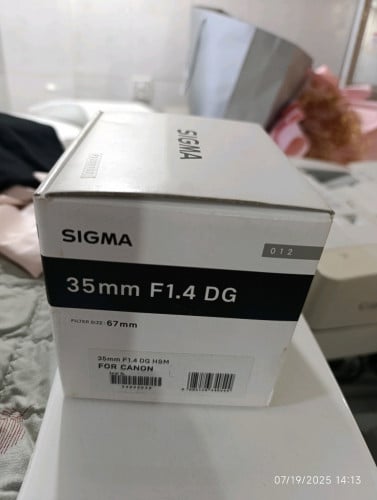 SIGMA
SIGMA
012
35mm F1.4 DG
FILTER SIZE: 67mm
35mm F1.4 DG HSM
FOR CANON
07/19/2025 14:13